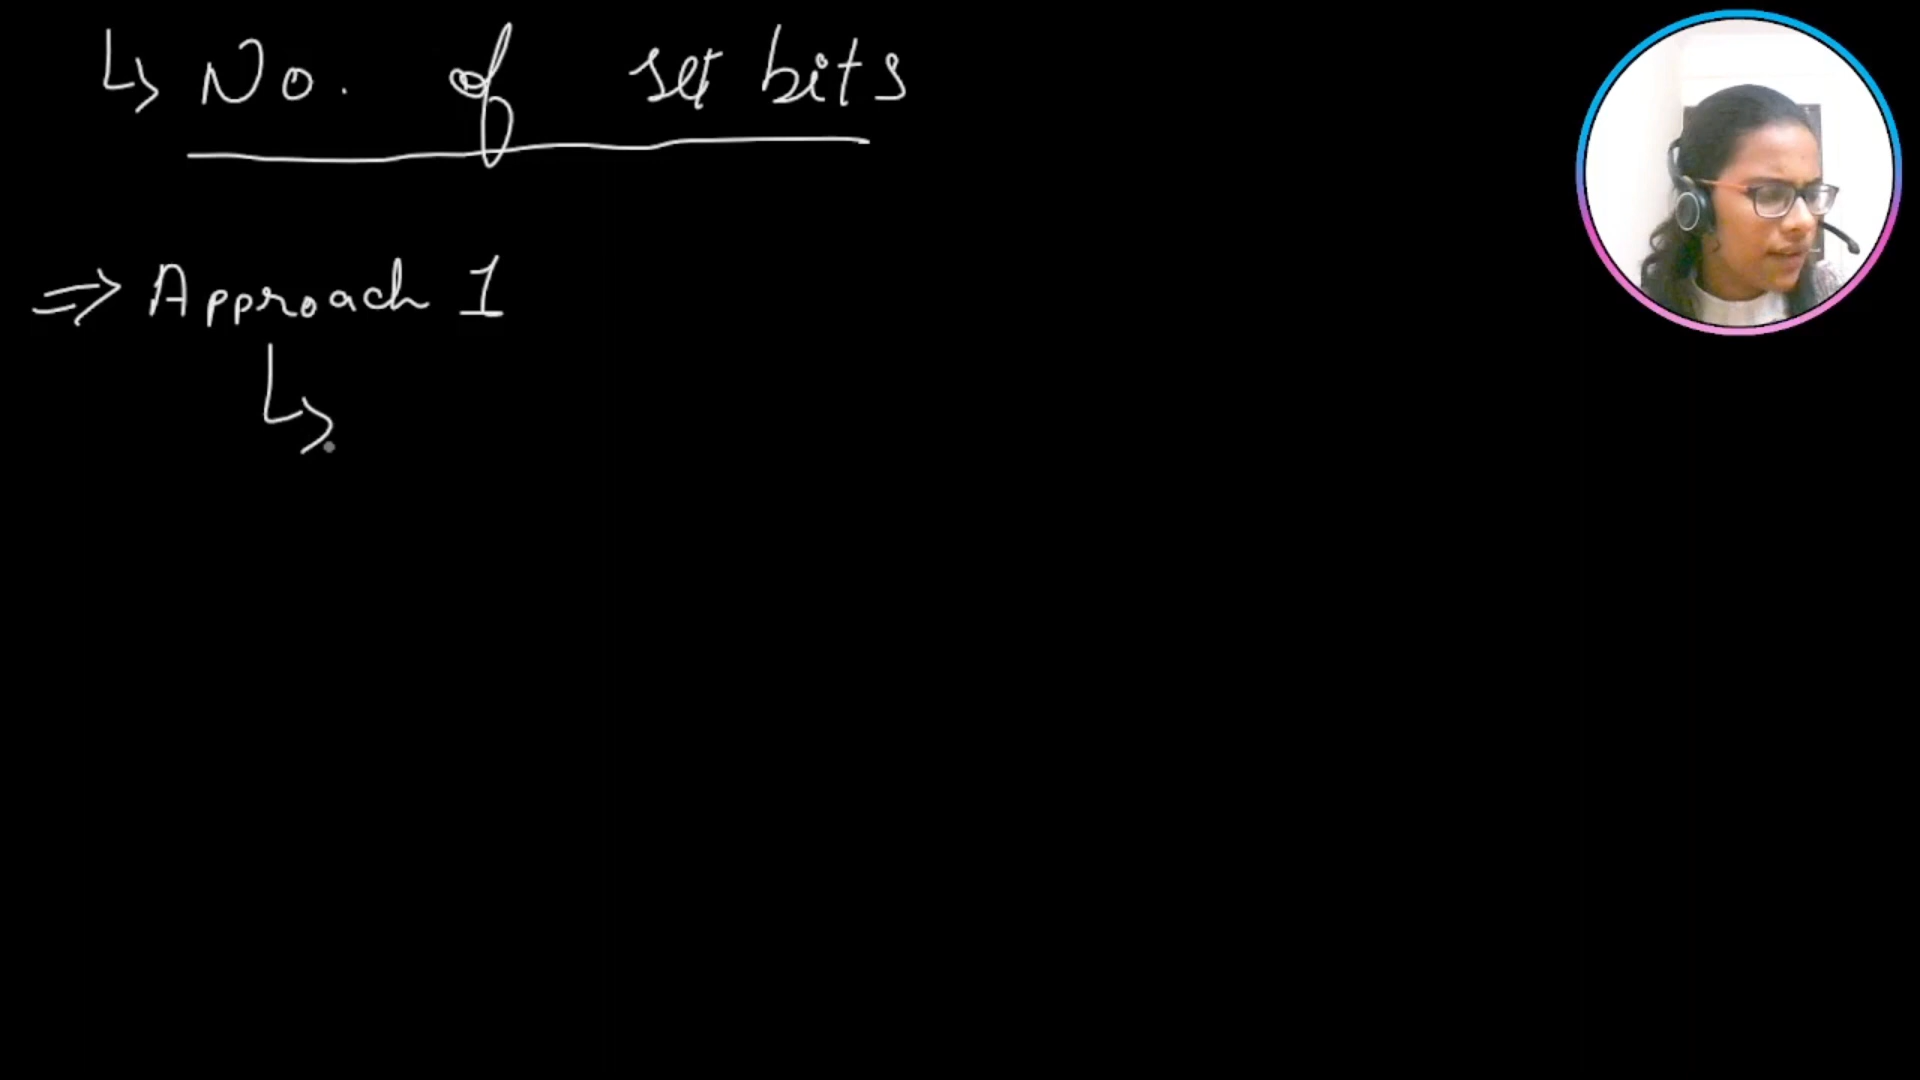 ↳ No. of set bits
⇒ Approach 1
↳